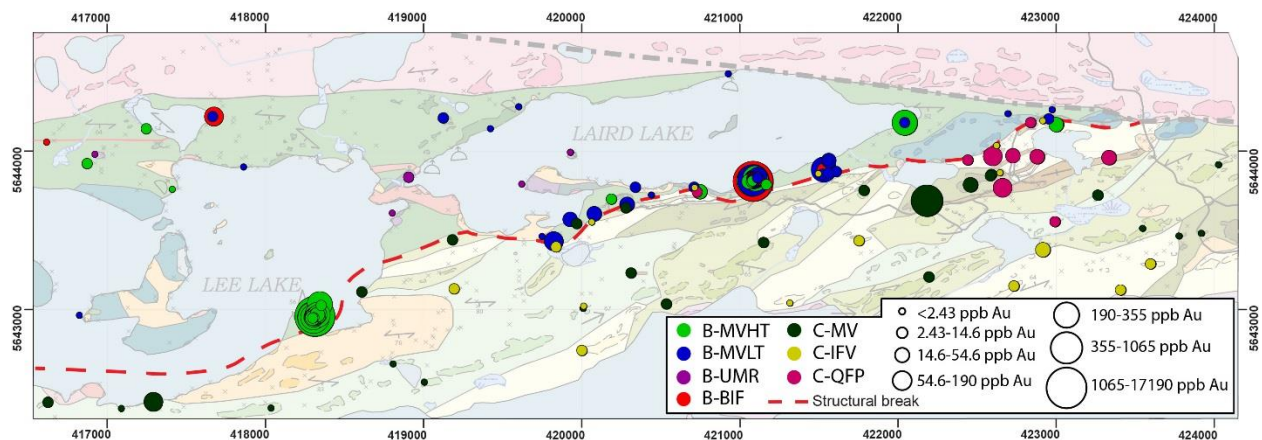 417000 418000 419000 420000 421000 422000 423000 424000
5644000 5644000
LAIRD LAKE
LEE LAKE
5643000 5643000
B-MVHT C-MV <2.43 ppb Au 190-355 ppb Au
B-MVLT C-IFV 2.43-14.6 ppb Au 355-1065 ppb Au
B-UMR C-QFP 14.6-54.6 ppb Au
B-BIF 54.6-190 ppb Au 1065-17190 ppb Au
Structural break
417000 418000 419000 420000 421000 422000 423000 424000